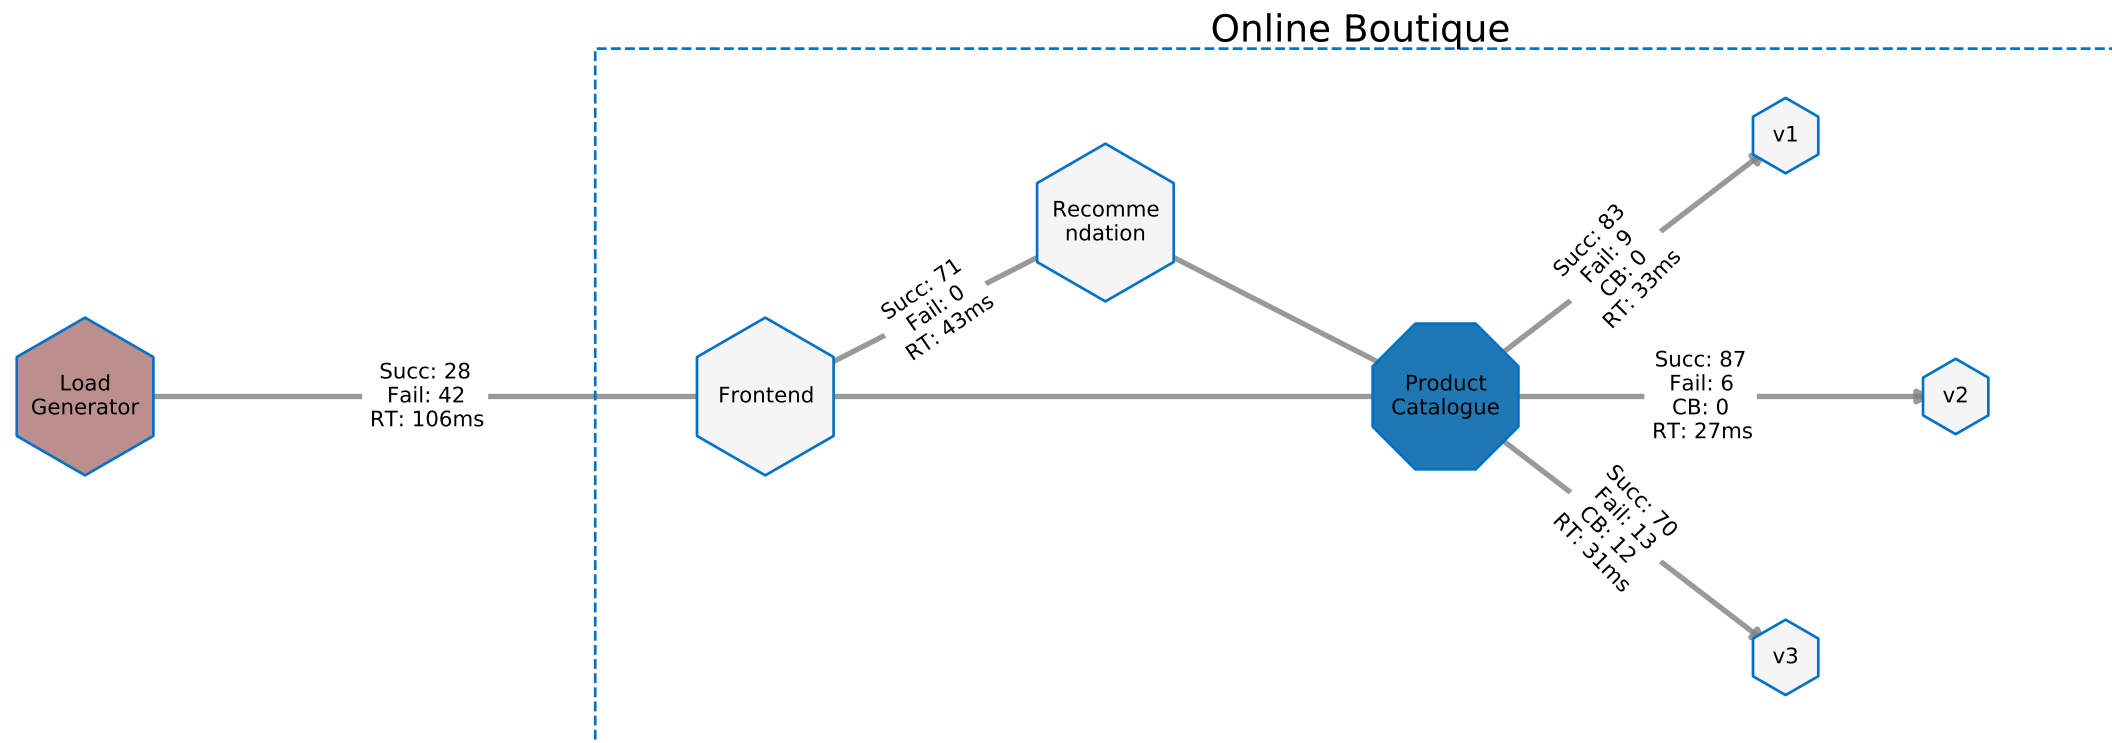 Online Boutique
Load
Generator
Succ: 28
Fail: 42
RT: 106ms
Frontend
Succ: 71
Fail: 0
RT: 43ms
Recomme
ndation
Product
Catalogue
Succ: 83
Fail: 9
CB: 0
RT: 33ms
v1
Succ: 87
Fail: 6
CB: 0
RT: 27ms
v2
Succ: 70
Fail: 13
CB: 12
RT: 31ms
v3